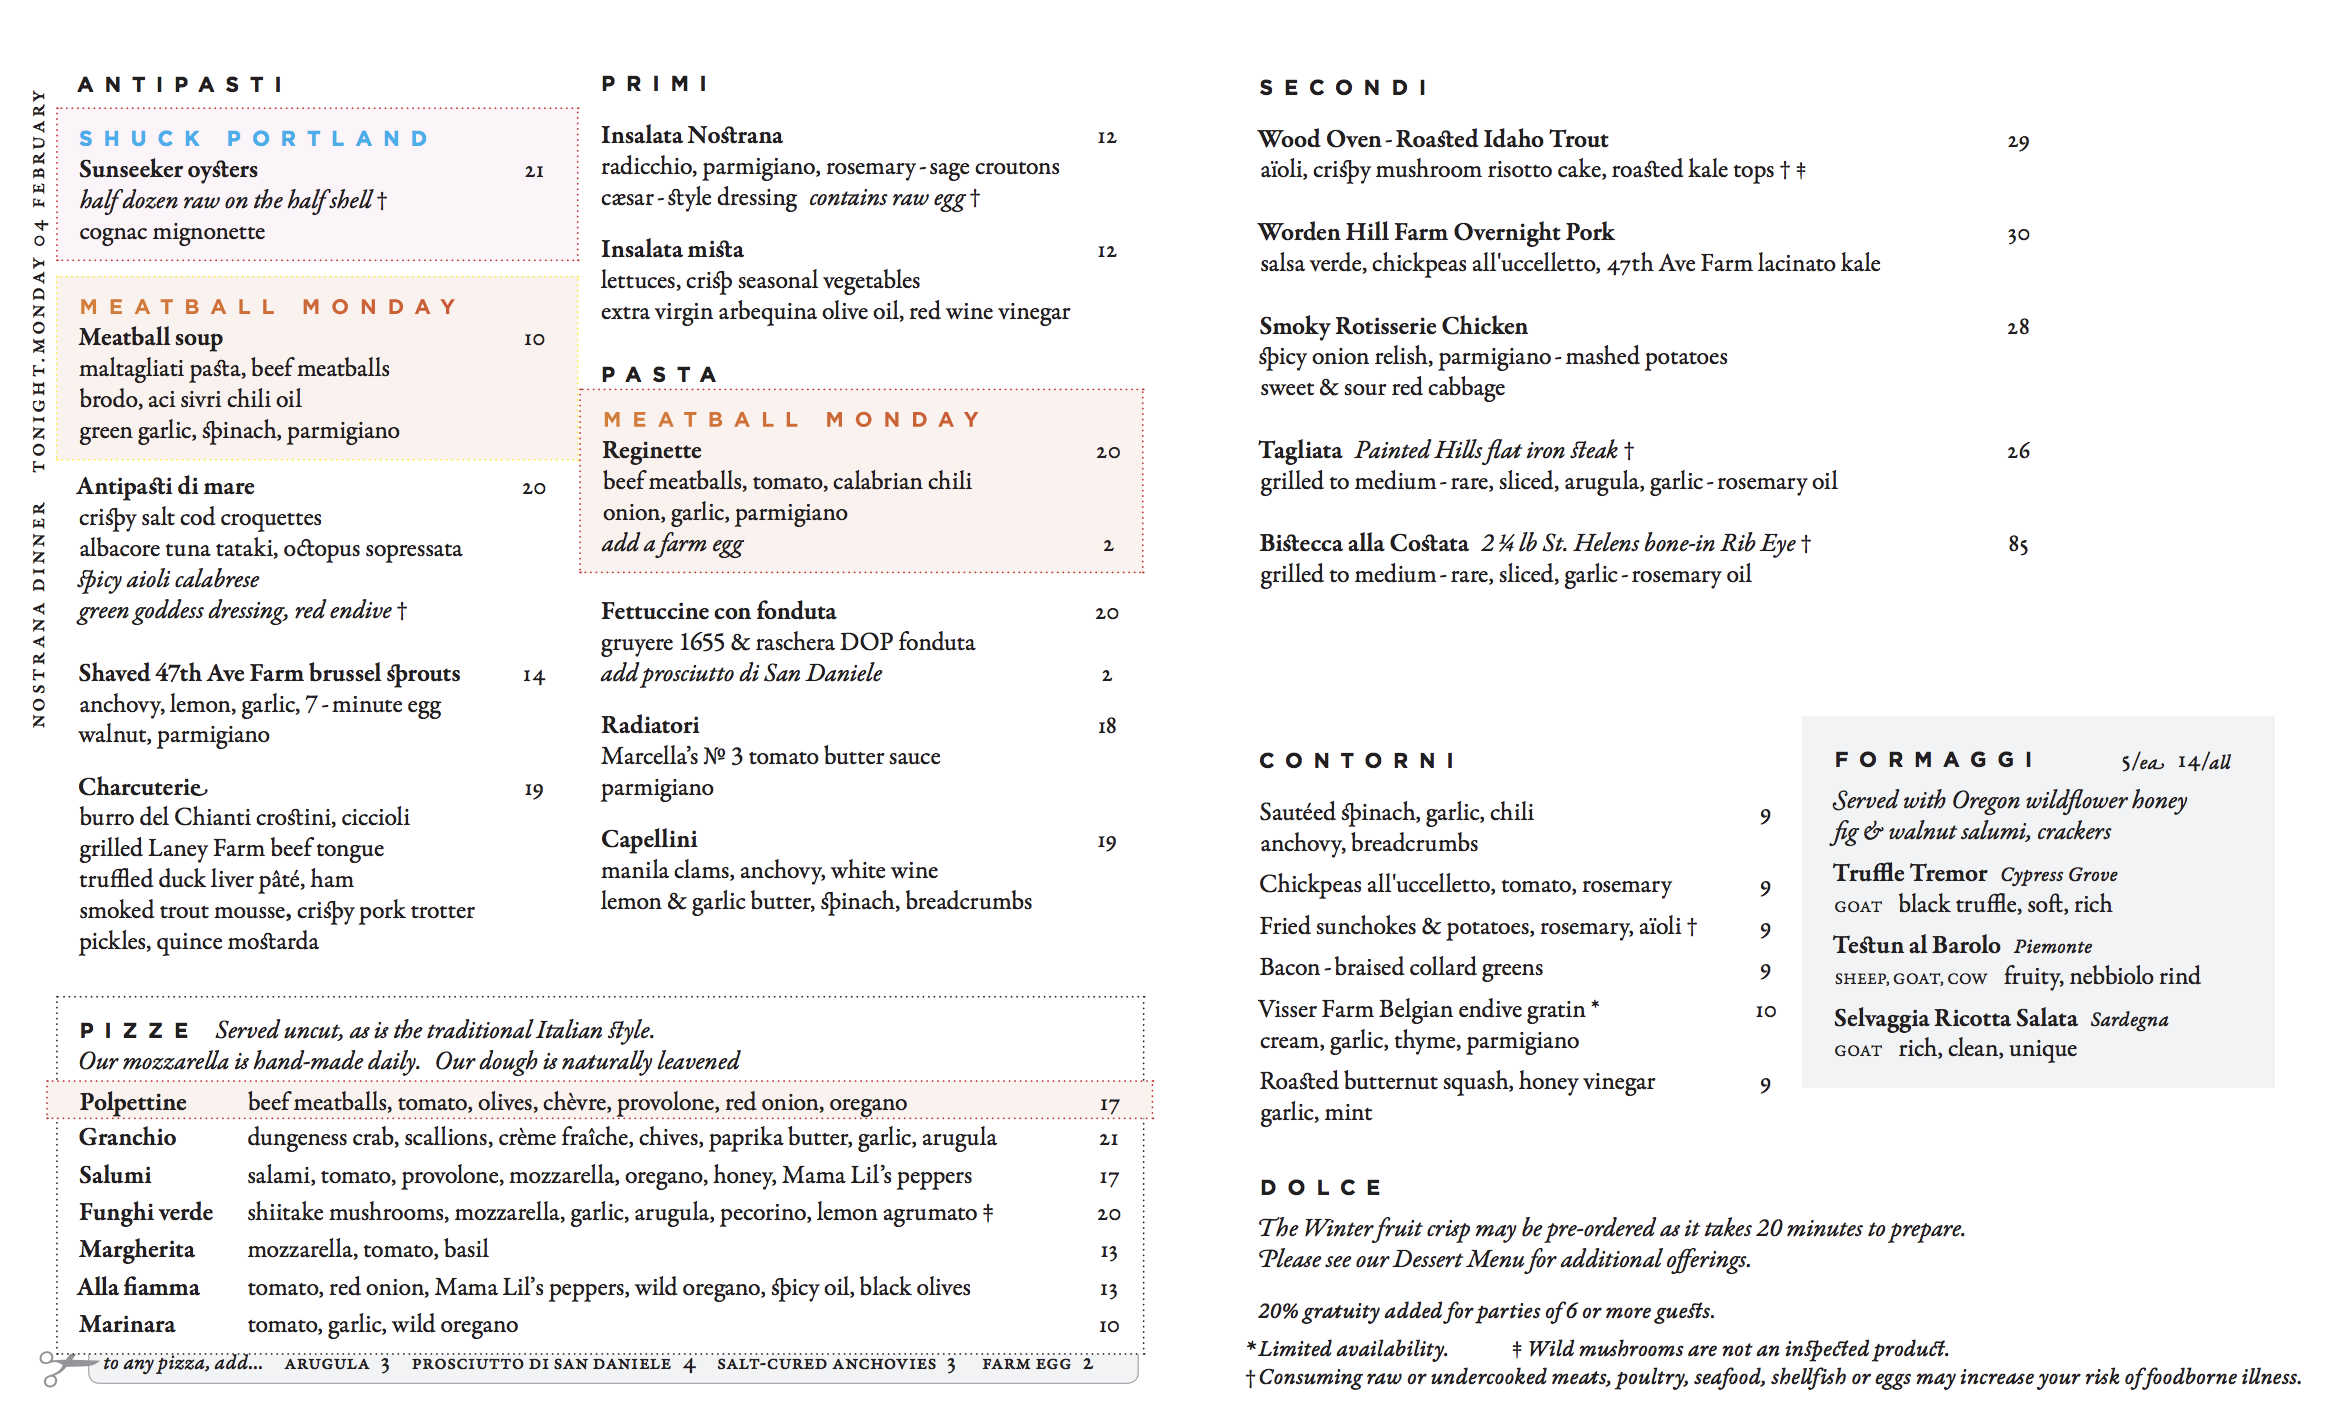 NOSTRANA DINNER TONIGHT.MONDAY 04 FEBRUARY
ANTIPASTI
SHUCK PORTLAND
Sunseeker oysters 21
half dozen raw on the half shell †
cognac mignonette
MEATBALL MONDAY
Meatball soup 10
maltagliati pasta, beef meatballs
brodo, aci sivri chili oil
green garlic, spinach, parmigiano
Antipasti di mare 20
crispy salt cod croquettes
albacore tuna tataki, octopus sopressata
spicy aioli calabrese
green goddess dressing, red endive †
Shaved 47th Ave Farm brussel sprouts 14
anchovy, lemon, garlic, 7-minute egg
walnut, parmigiano
Charcuterie 19
burro del Chianti crostini, ciccioli
grilled Laney Farm beef tongue
truffled duck liver pâté, ham
smoked trout mousse, crispy pork trotter
pickles, quince mostarda
PRIMI
Insalata Nostrana 12
radicchio, parmigiano, rosemary-sage croutons
cæsar-style dressing contains raw egg †
Insalata mista 12
lettuces, crisp seasonal vegetables
extra virgin arbequina olive oil, red wine vinegar
PASTA
MEATBALL MONDAY
Reginette 20
beef meatballs, tomato, calabrian chili
onion, garlic, parmigiano
add a farm egg 2
Fettuccine con fonduta 20
gruyere 1655 & raschera DOP fonduta
add prosciutto di San Daniele 2
Radiatori 18
Marcella's № 3 tomato butter sauce
parmigiano
Capellini 19
manila clams, anchovy, white wine
lemon & garlic butter, spinach, breadcrumbs
PIZZE Served uncut, as is the traditional Italian style.
Our mozzarella is hand-made daily. Our dough is naturally leavened
Polpettine beef meatballs, tomato, olives, chèvre, provolone, red onion, oregano 17
Granchio dungeness crab, scallions, crème fraîche, chives, paprika butter, garlic, arugula 21
Salumi salami, tomato, provolone, mozzarella, oregano, honey, Mama Lil's peppers 17
Funghi verde shiitake mushrooms, mozzarella, garlic, arugula, pecorino, lemon agrumato ‡ 20
Margherita mozzarella, tomato, basil 13
Alla fiamma tomato, red onion, Mama Lil's peppers, wild oregano, spicy oil, black olives 13
Marinara tomato, garlic, wild oregano 10
to any pizza, add... ARUGULA 3 PROSCIUTTO DI SAN DANIELE 4 SALT-CURED ANCHOVIES 3 FARM EGG 2
SECONDI
Wood Oven-Roasted Idaho Trout 29
aïoli, crispy mushroom risotto cake, roasted kale tops † ‡
Worden Hill Farm Overnight Pork 30
salsa verde, chickpeas all'uccelletto, 47th Ave Farm lacinato kale
Smoky Rotisserie Chicken 28
spicy onion relish, parmigiano-mashed potatoes
sweet & sour red cabbage
Tagliata Painted Hills flat iron steak † 26
grilled to medium-rare, sliced, arugula, garlic-rosemary oil
Bistecca alla Costata 2 ¼ lb St. Helens bone-in Rib Eye † 85
grilled to medium-rare, sliced, garlic-rosemary oil
CONTORNI
Sautéed spinach, garlic, chili 9
anchovy, breadcrumbs
Chickpeas all'uccelletto, tomato, rosemary 9
Fried sunchokes & potatoes, rosemary, aïoli † 9
Bacon-braised collard greens 9
Visser Farm Belgian endive gratin * 10
cream, garlic, thyme, parmigiano
Roasted butternut squash, honey vinegar 9
garlic, mint
FORMAGGI 5/ea 14/all
Served with Oregon wildflower honey
fig & walnut salumi, crackers
Truffle Tremor Cypress Grove
GOAT black truffle, soft, rich
Testun al Barolo Piemonte
SHEEP, GOAT, COW fruity, nebbiolo rind
Selvaggia Ricotta Salata Sardegna
GOAT rich, clean, unique
DOLCE
The Winter fruit crisp may be pre-ordered as it takes 20 minutes to prepare.
Please see our Dessert Menu for additional offerings.
20% gratuity added for parties of 6 or more guests.
*Limited availability. ‡ Wild mushrooms are not an inspected product.
†Consuming raw or undercooked meats, poultry, seafood, shellfish or eggs may increase your risk of foodborne illness.